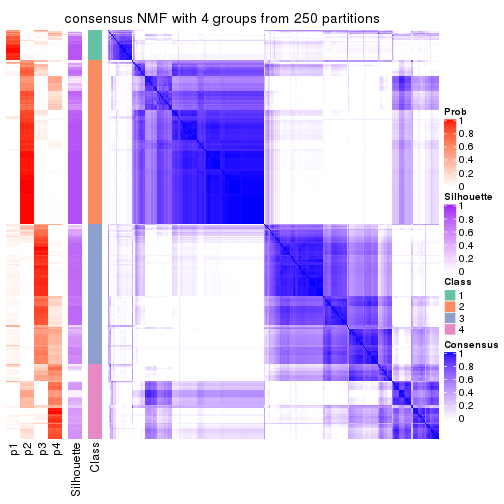 consensus NMF with 4 groups from 250 partitions
Prob
1
0.8
0.6
0.4
0.2
0
Silhouette
1
0.8
0.6
0.4
0.2
0
Class
1
2
3
4
Consensus
1
0.8
0.6
0.4
0.2
0
p1
p2
p3
p4
Silhouette
Class